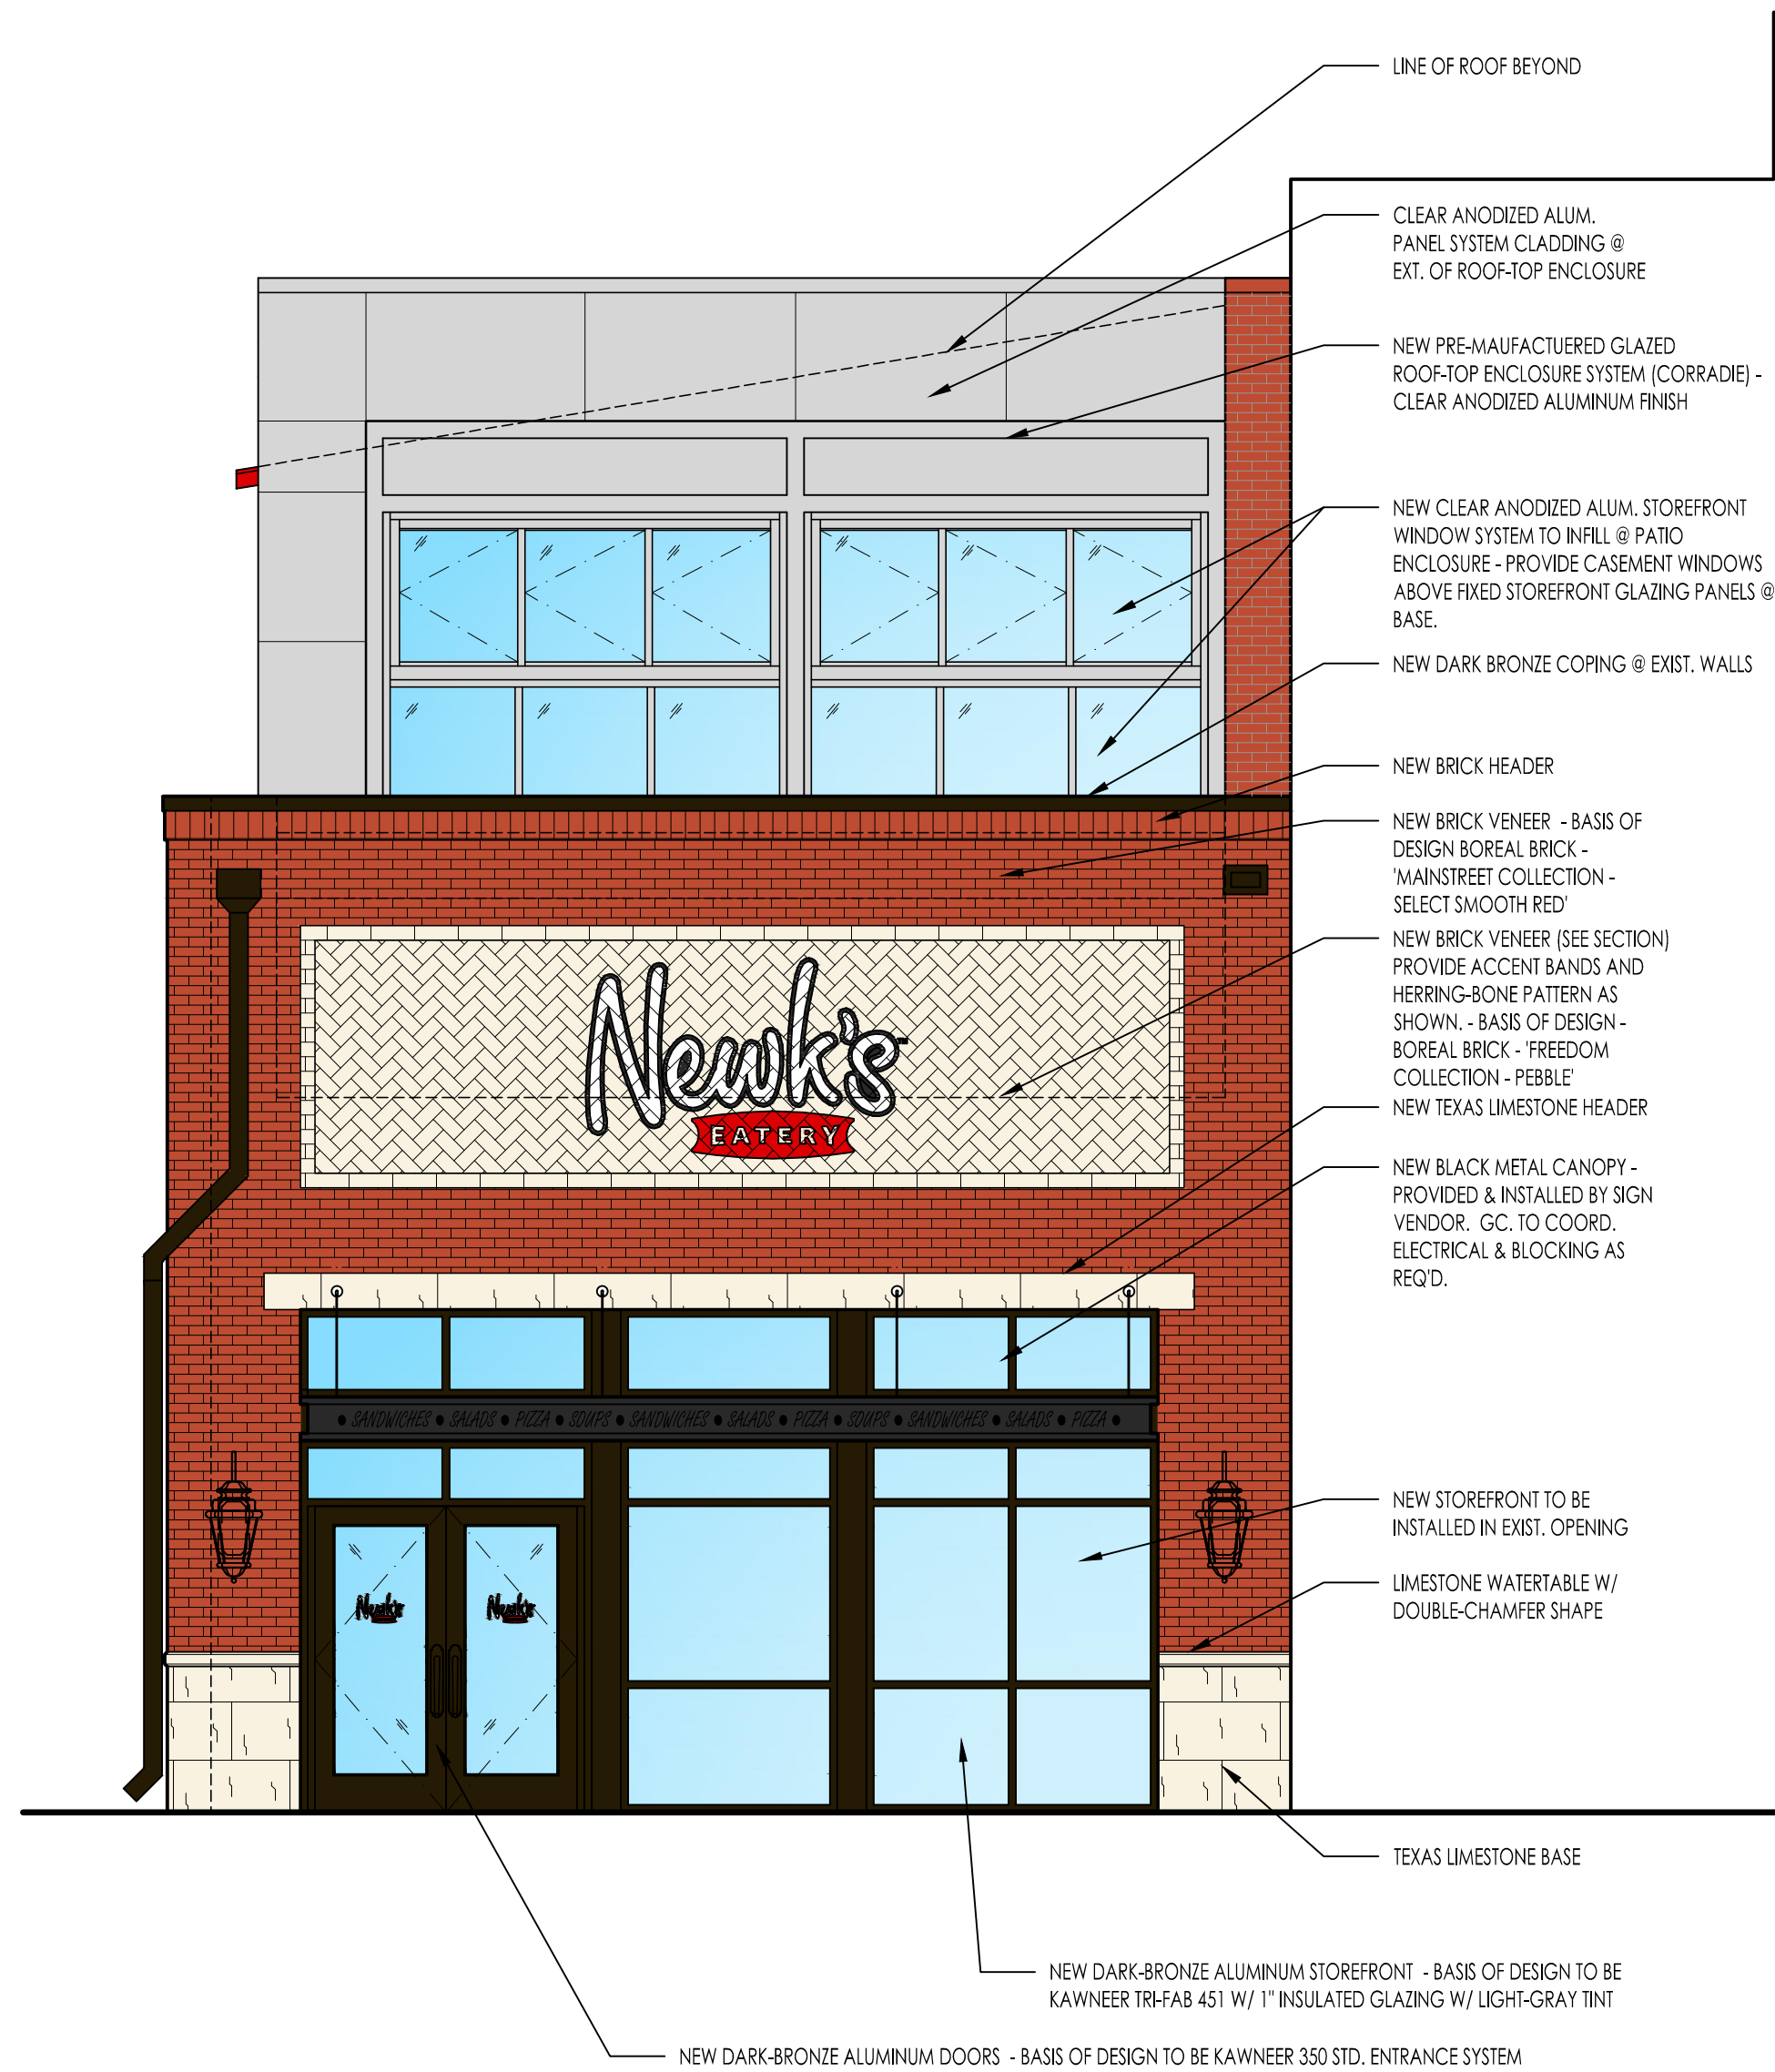 LINE OF ROOF BEYOND
CLEAR ANODIZED ALUM.
PANEL SYSTEM CLADDING @
EXT. OF ROOF-TOP ENCLOSURE
NEW PRE-MAUFACTUERED GLAZED
ROOF-TOP ENCLOSURE SYSTEM (CORRADIE) -
CLEAR ANODIZED ALUMINUM FINISH
NEW CLEAR ANODIZED ALUM. STOREFRONT
WINDOW SYSTEM TO INFILL @ PATIO
ENCLOSURE - PROVIDE CASEMENT WINDOWS
ABOVE FIXED STOREFRONT GLAZING PANELS @
BASE.
NEW DARK BRONZE COPING @ EXIST. WALLS
NEW BRICK HEADER
NEW BRICK VENEER - BASIS OF
DESIGN BOREAL BRICK -
'MAINSTREET COLLECTION -
SELECT SMOOTH RED'
NEW BRICK VENEER (SEE SECTION)
PROVIDE ACCENT BANDS AND
HERRING-BONE PATTERN AS
SHOWN. - BASIS OF DESIGN -
BOREAL BRICK - 'FREEDOM
COLLECTION - PEBBLE'
Newk's™
EATERY
NEW TEXAS LIMESTONE HEADER
NEW BLACK METAL CANOPY -
PROVIDED & INSTALLED BY SIGN
VENDOR. GC. TO COORD.
ELECTRICAL & BLOCKING AS
REQ'D.
• SANDWICHES • SALADS • PIZZA • SOUPS • SANDWICHES • SALADS • PIZZA • SOUPS • SANDWICHES • SALADS • PIZZA •
NEW STOREFRONT TO BE
INSTALLED IN EXIST. OPENING
LIMESTONE WATERTABLE W/
DOUBLE-CHAMFER SHAPE
Newk's
Newk's
TEXAS LIMESTONE BASE
NEW DARK-BRONZE ALUMINUM STOREFRONT - BASIS OF DESIGN TO BE
KAWNEER TRI-FAB 451 W/ 1" INSULATED GLAZING W/ LIGHT-GRAY TINT
NEW DARK-BRONZE ALUMINUM DOORS - BASIS OF DESIGN TO BE KAWNEER 350 STD. ENTRANCE SYSTEM